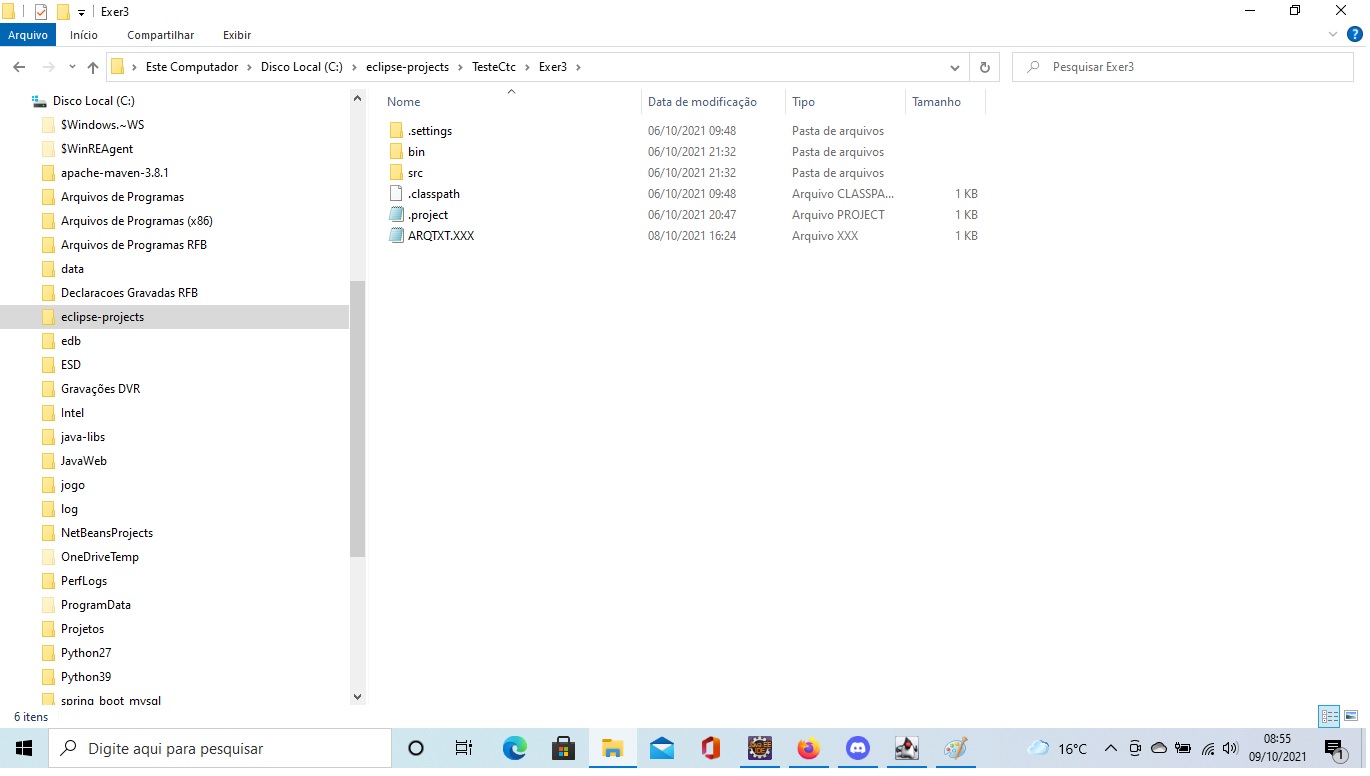 Exer3
Arquivo Início Compartilhar Exibir
Este Computador Disco Local (C:) eclipse-projects TesteCtc Exer3
Pesquisar Exer3
Disco Local (C:)
$Windows.~WS
$WinREAgent
apache-maven-3.8.1
Arquivos de Programas
Arquivos de Programas (x86)
Arquivos de Programas RFB
data
Declaracoes Gravadas RFB
eclipse-projects
edb
ESD
Gravações DVR
Intel
java-libs
JavaWeb
jogo
log
NetBeansProjects
OneDriveTemp
PerfLogs
ProgramData
Projetos
Python27
Python39
spring_boot_mysql
Nome Data de modificação Tipo Tamanho
.settings 06/10/2021 09:48 Pasta de arquivos
bin 06/10/2021 21:32 Pasta de arquivos
src 06/10/2021 21:32 Pasta de arquivos
.classpath 06/10/2021 09:48 Arquivo CLASSPA... 1 KB
.project 06/10/2021 20:47 Arquivo PROJECT 1 KB
ARQTXT.XXX 08/10/2021 16:24 Arquivo XXX 1 KB
6 itens
Digite aqui para pesquisar
16°C
08:55
09/10/2021
1